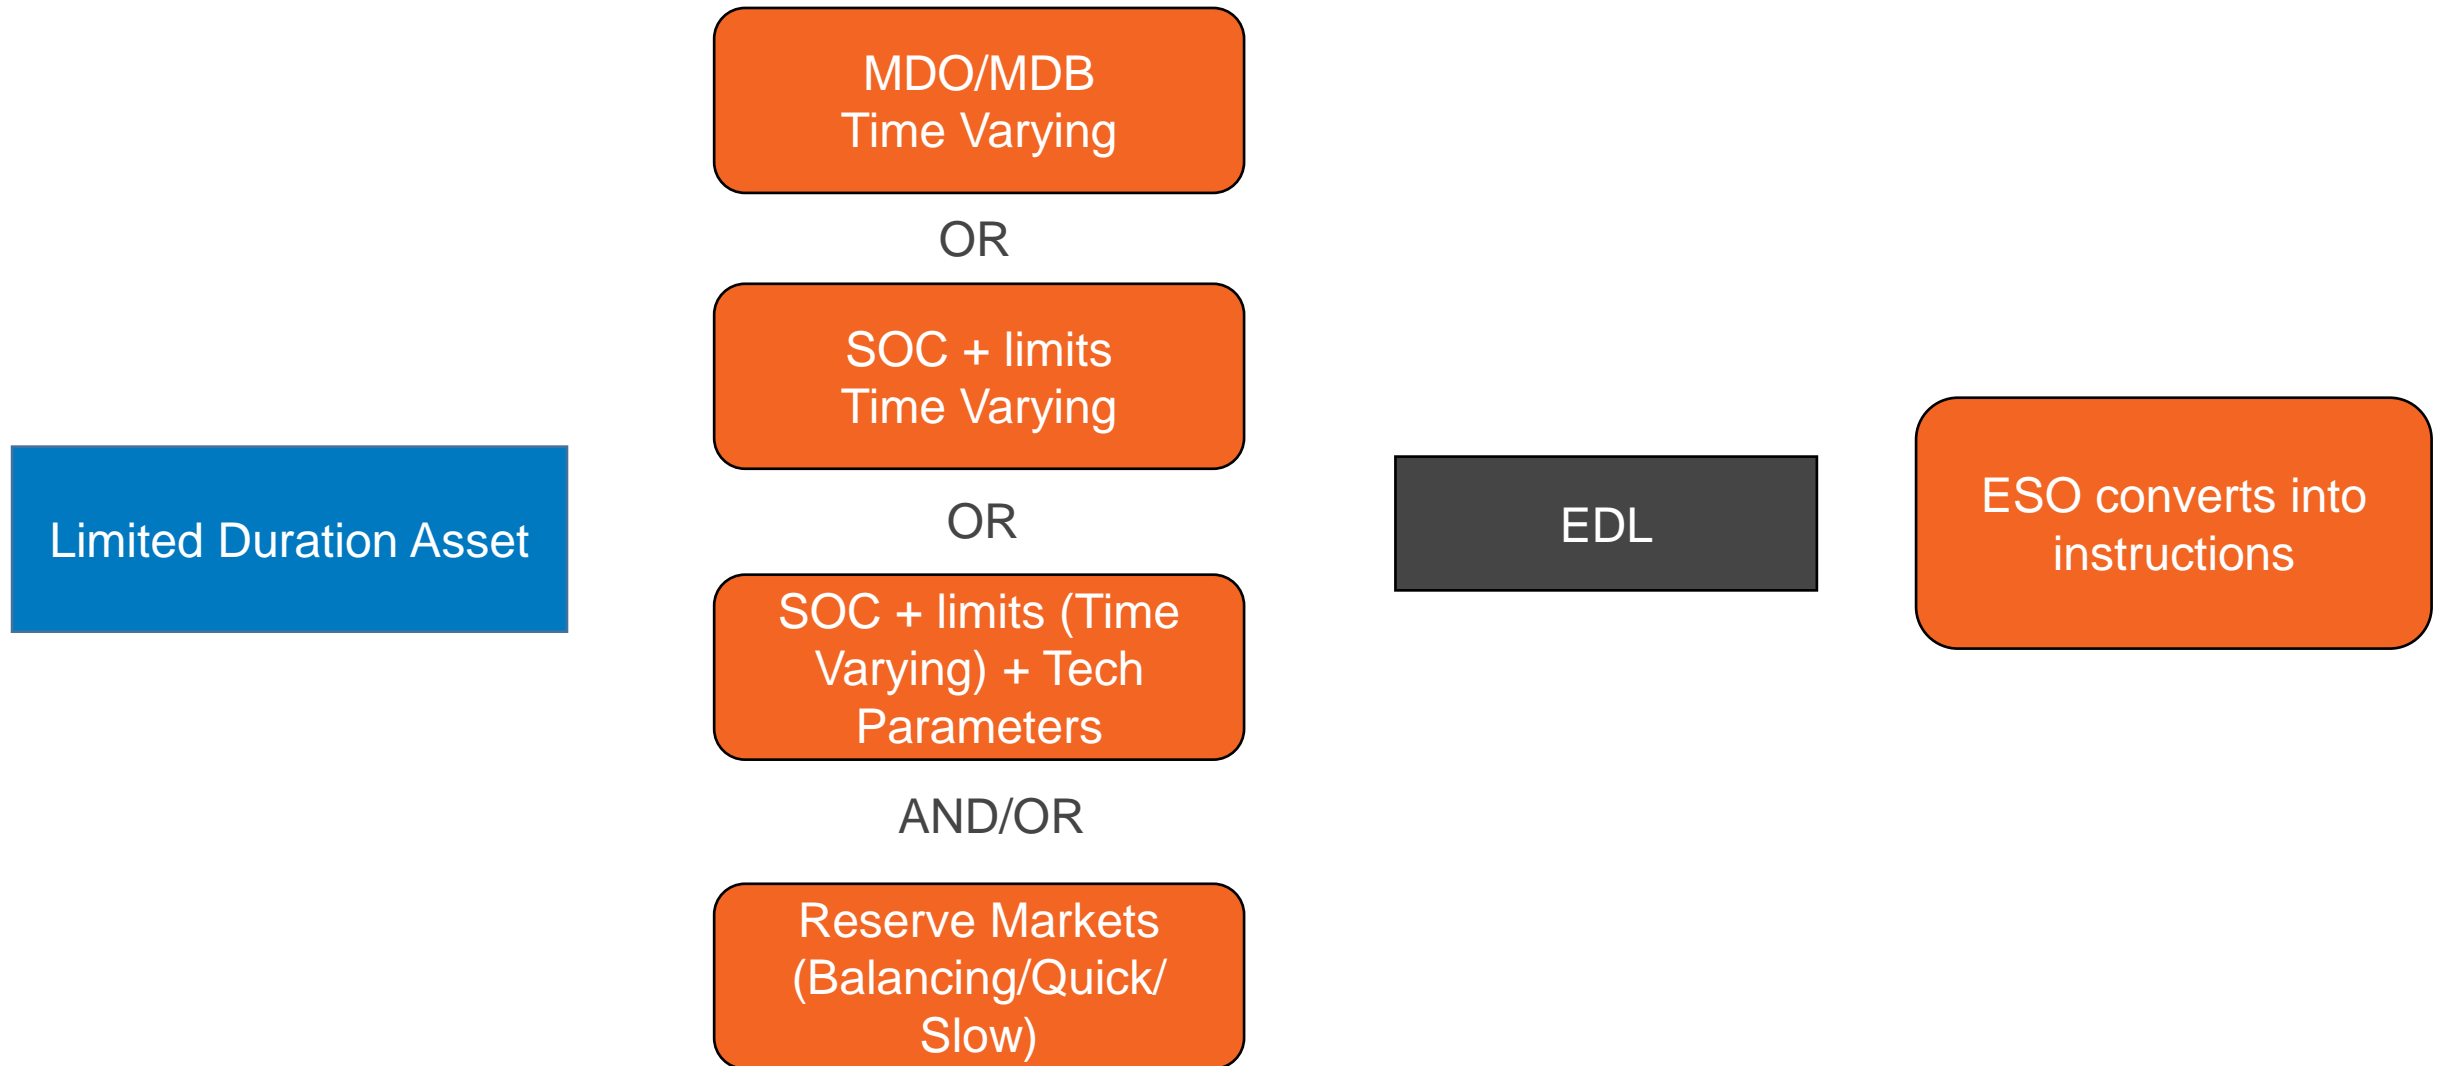 MDO/MDB
Time Varying
OR
SOC + limits
Time Varying
OR
SOC + limits (Time
Varying) + Tech
Parameters
AND/OR
Reserve Markets
(Balancing/Quick/
Slow)
Limited Duration Asset
EDL
ESO converts into
instructions